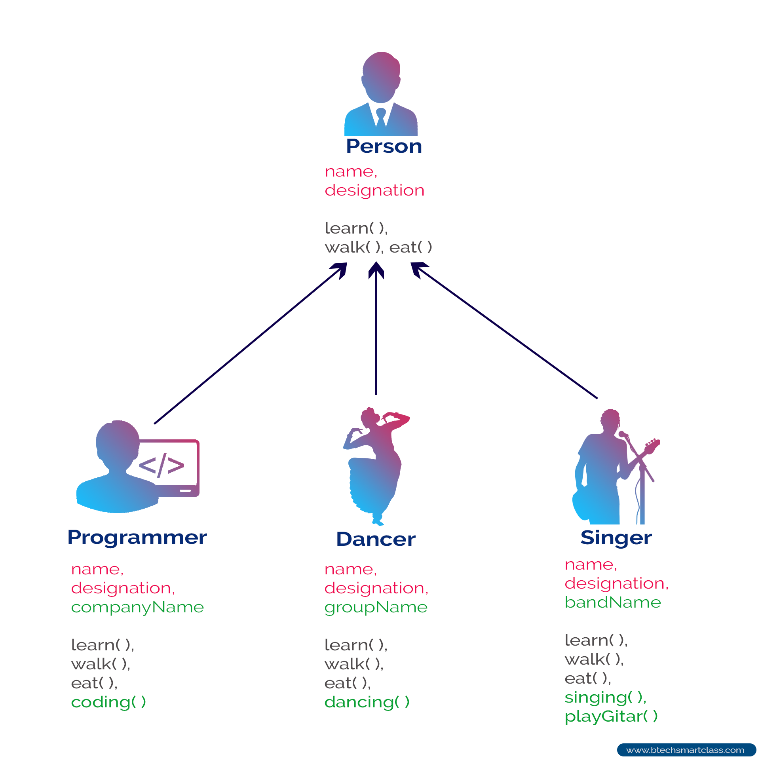 Person
name,
designation
learn( ),
walk( ), eat( )
</>
Programmer
name,
designation,
companyName
learn( ),
walk( ),
eat( ),
coding( )
Dancer
name,
designation,
groupName
learn( ),
walk( ),
eat( ),
dancing( )
Singer
name,
designation,
bandName
learn( ),
walk( ),
eat( ),
singing( ),
playGitar( )
www.btechsmartclass.com